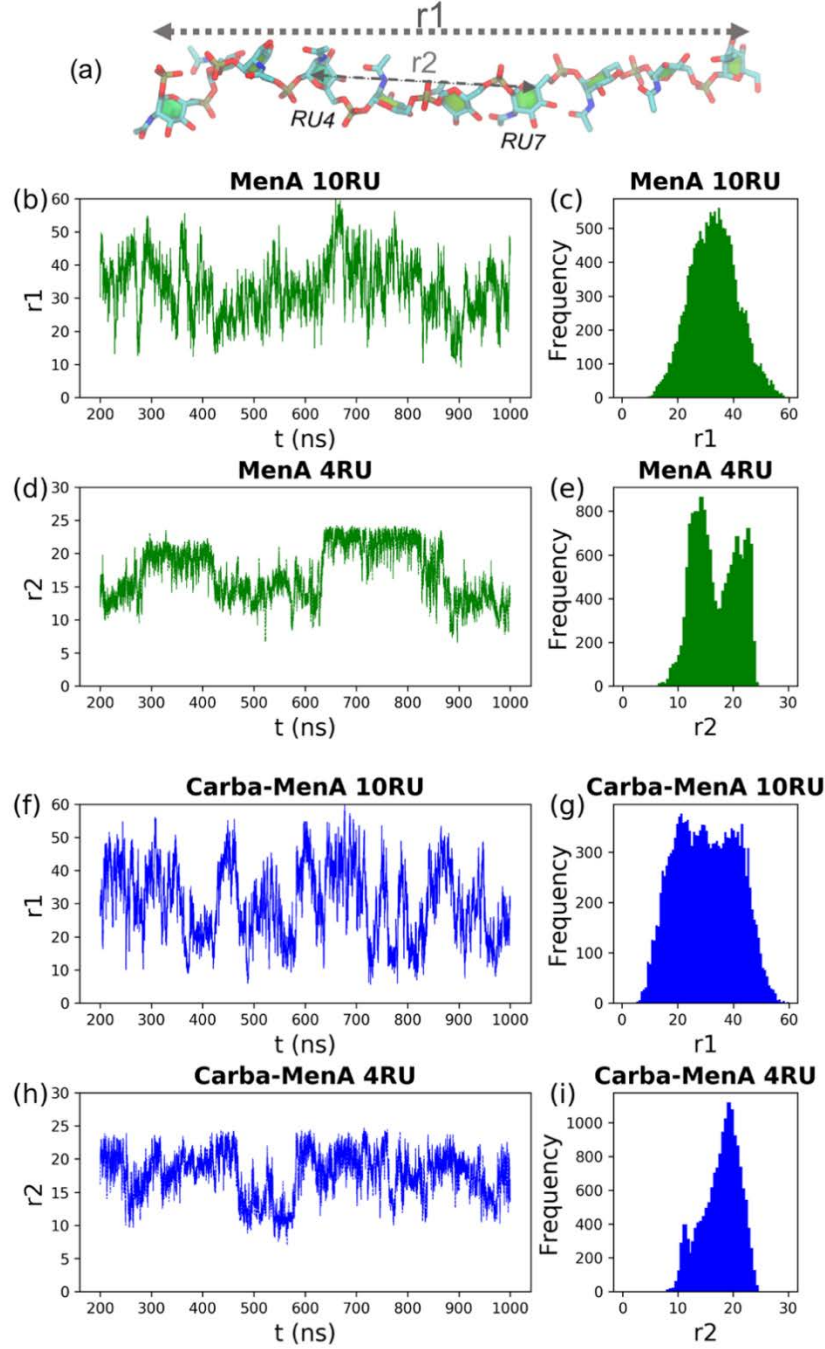 r1
(a)
r2
RU4
RU7
(b)
MenA 10RU
60
50
40
30
20
10
0
r1
200 300 400 500 600 700 800 900 1000
t (ns)
(c)
MenA 10RU
500
400
300
200
100
0
Frequency
0 20 40 60
r1
(d)
MenA 4RU
30
25
20
15
10
5
0
r2
200 300 400 500 600 700 800 900 1000
t (ns)
(e)
MenA 4RU
800
600
400
200
0
Frequency
0 10 20 30
r2
(f)
Carba-MenA 10RU
60
50
40
30
20
10
0
r1
200 300 400 500 600 700 800 900 1000
t (ns)
(g)
Carba-MenA 10RU
300
200
100
0
Frequency
0 20 40 60
r1
(h)
Carba-MenA 4RU
30
25
20
15
10
5
0
r2
200 300 400 500 600 700 800 900 1000
t (ns)
(i)
Carba-MenA 4RU
1000
800
600
400
200
0
Frequency
0 10 20 30
r2